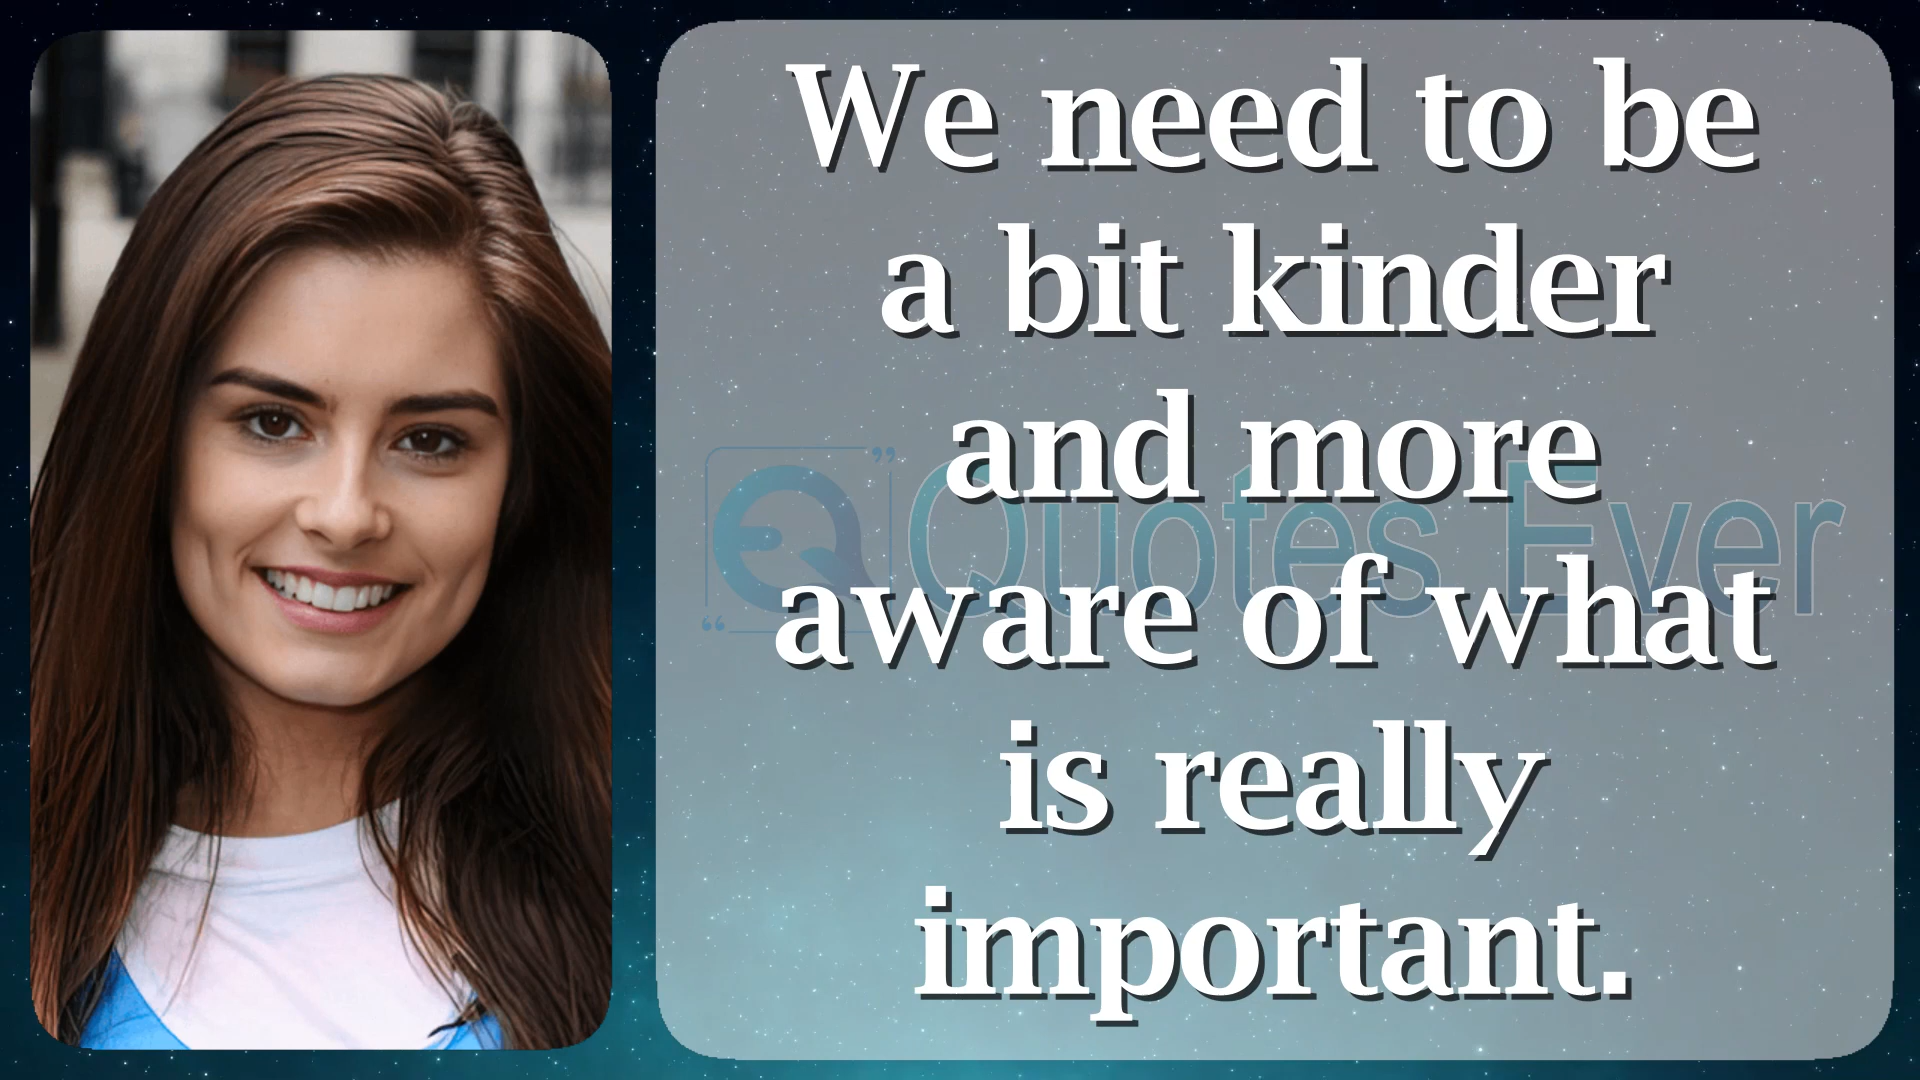 We need to be
a bit kinder
and more
Quotes Ever
aware of what
is really
important.